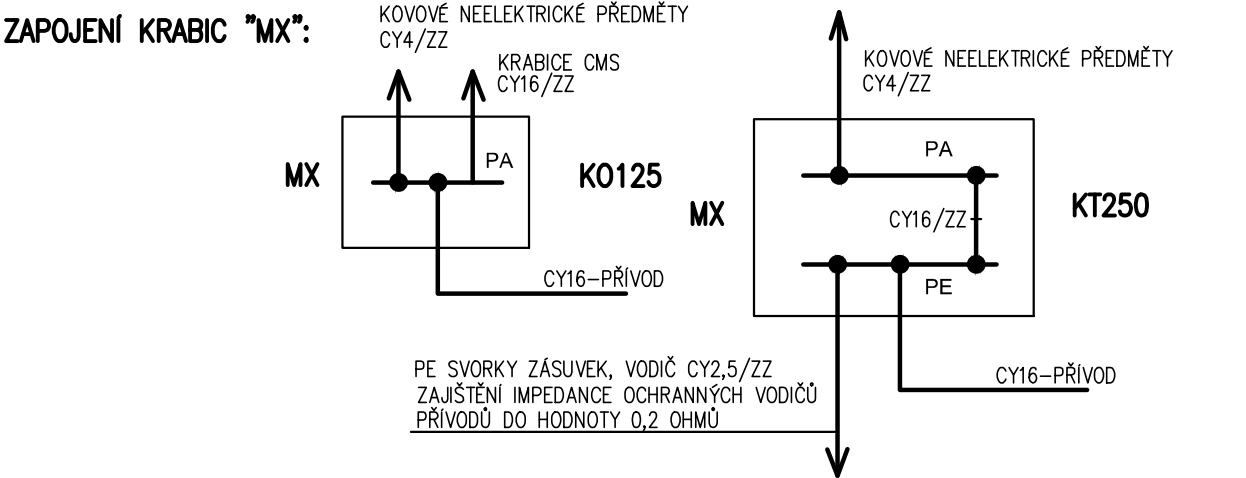 ZAPOJENÍ KRABIC "MX":
KOVOVÉ NEELEKTRICKÉ PŘEDMĚTY
CY4/ZZ
KRABICE CMS
CY16/ZZ
PA
MX
KO125
CY16-PŘÍVOD
KOVOVÉ NEELEKTRICKÉ PŘEDMĚTY
CY4/ZZ
PA
MX
CY16/ZZ
KT250
PE
CY16-PŘÍVOD
PE SVORKY ZÁSUVEK, VODIČ CY2,5/ZZ
ZAJIŠTĚNÍ IMPEDANCE OCHRANNÝCH VODIČŮ
PŘÍVODŮ DO HODNOTY 0,2 OHMŮ